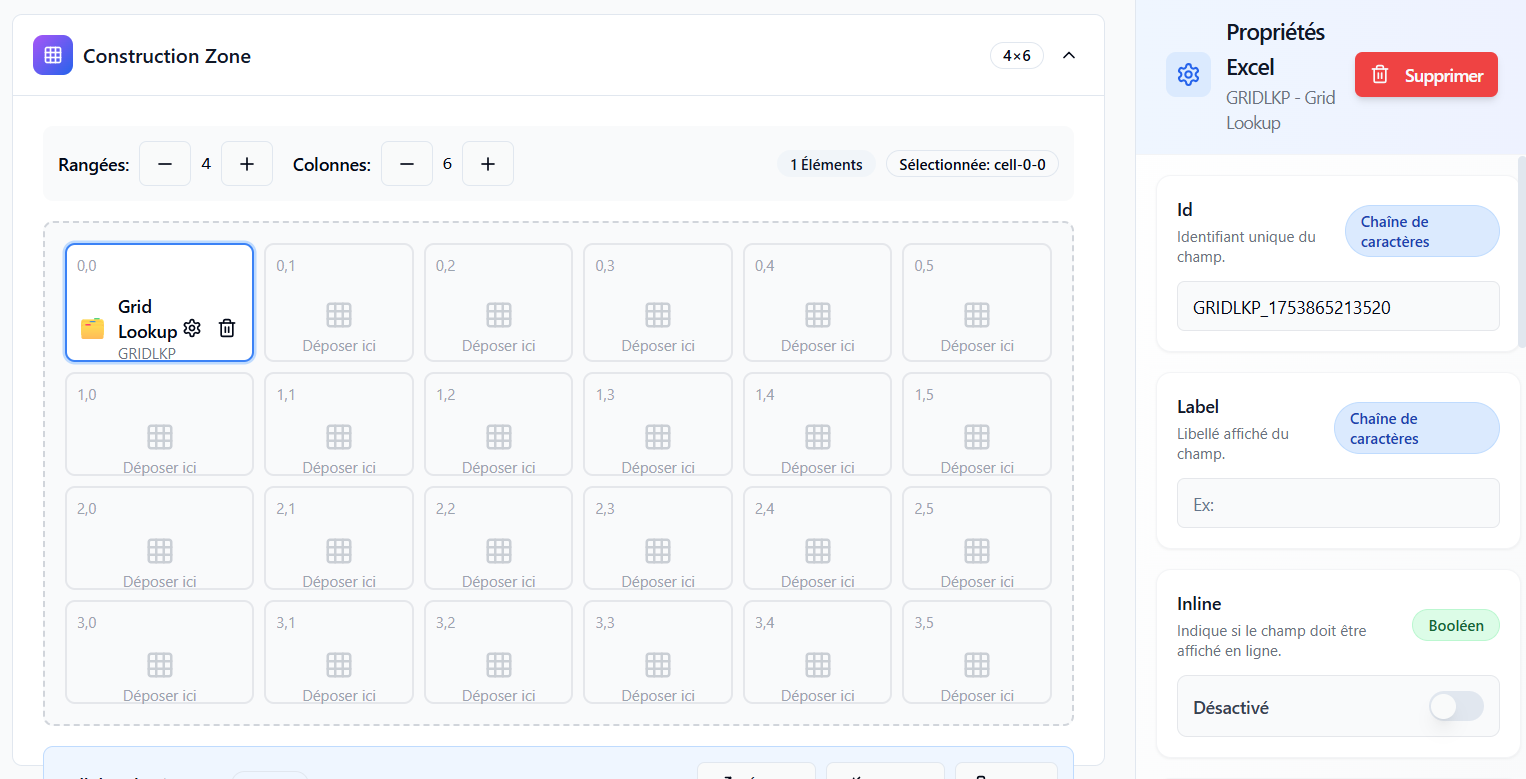 Construction Zone
4×6
Rangées:
4
Colonnes:
6
1 Éléments
Sélectionnée: cell-0-0
0,0
Grid
Lookup
GRIDLKP
0,1
Déposer ici
0,2
Déposer ici
0,3
Déposer ici
0,4
Déposer ici
0,5
Déposer ici
1,0
Déposer ici
1,1
Déposer ici
1,2
Déposer ici
1,3
Déposer ici
1,4
Déposer ici
1,5
Déposer ici
2,0
Déposer ici
2,1
Déposer ici
2,2
Déposer ici
2,3
Déposer ici
2,4
Déposer ici
2,5
Déposer ici
3,0
Déposer ici
3,1
Déposer ici
3,2
Déposer ici
3,3
Déposer ici
3,4
Déposer ici
3,5
Déposer ici
Propriétés
Excel
GRIDLKP - Grid
Lookup
Supprimer
Id
Identifiant unique du
champ.
Chaîne de
caractères
GRIDLKP_1753865213520
Label
Libellé affiché du
champ.
Chaîne de
caractères
Ex:
Inline
Indique si le champ doit être
affiché en ligne.
Booléen
Désactivé